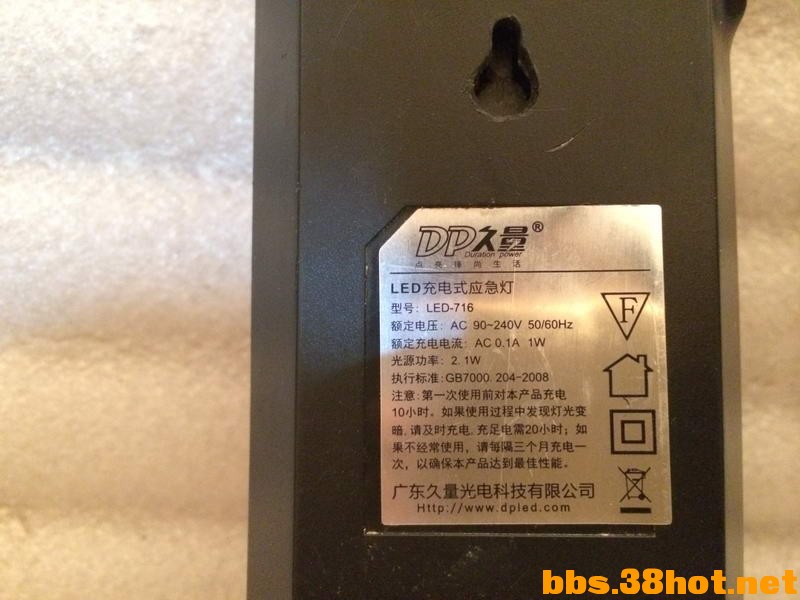 DP久量®
Duration power
点亮锋尚生活
LED充电式应急灯
型号: LED-716
额定电压: AC 90~240V 50/60Hz
额定充电电流: AC 0.1A 1W
光源功率: 2.1W
执行标准:GB7000.204-2008
注意:第一次使用前对本产品充电
10小时。如果使用过程中发现灯光变
暗,请及时充电,充足电需20小时；如
果不经常使用，请每隔三个月充电一
次，以确保本产品达到最佳性能。
广东久量光电科技有限公司
Http://www.dpled.com
F
bbs.38hot.net